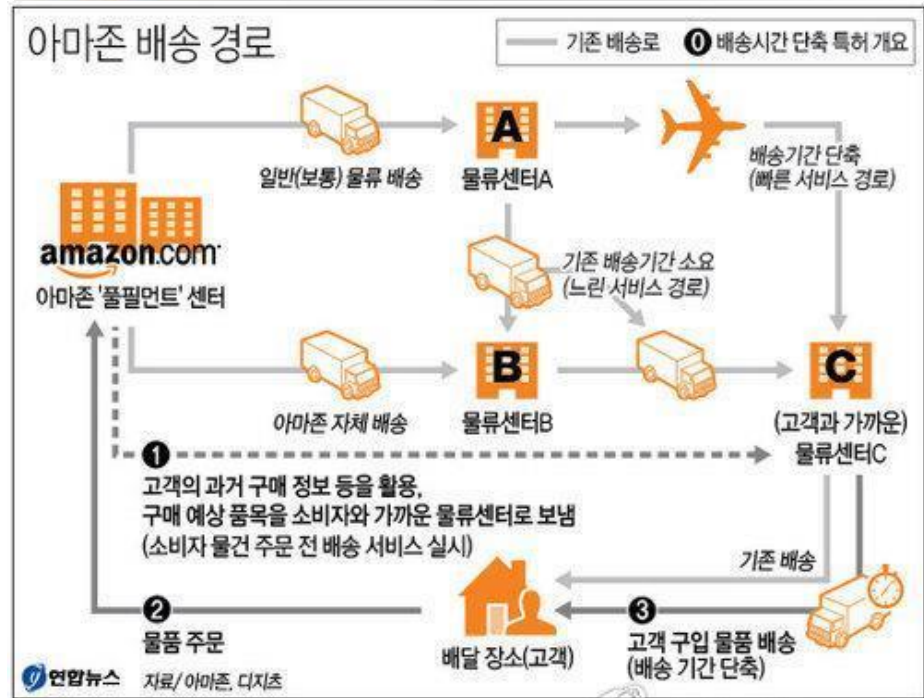 아마존 배송 경로
기존 배송로
0 배송시간 단축 특허 개요
A
물류센터A
일반(보통) 물류 배송
배송기간 단축
(빠른 서비스 경로)
기존 배송기간 소요
(느린 서비스 경로)
amazon.com
아마존 '풀필먼트' 센터
B
물류센터B
아마존 자체 배송
C
(고객과 가까운)
물류센터C
1
고객의 과거 구매 정보 등을 활용,
구매 예상 품목을 소비자와 가까운 물류센터로 보냄
(소비자 물건 주문 전 배송 서비스 실시)
기존 배송
2
물품 주문
배달 장소(고객)
3
고객 구입 물품 배송
(배송 기간 단축)
연합뉴스
자료/ 아마존, 디지츠